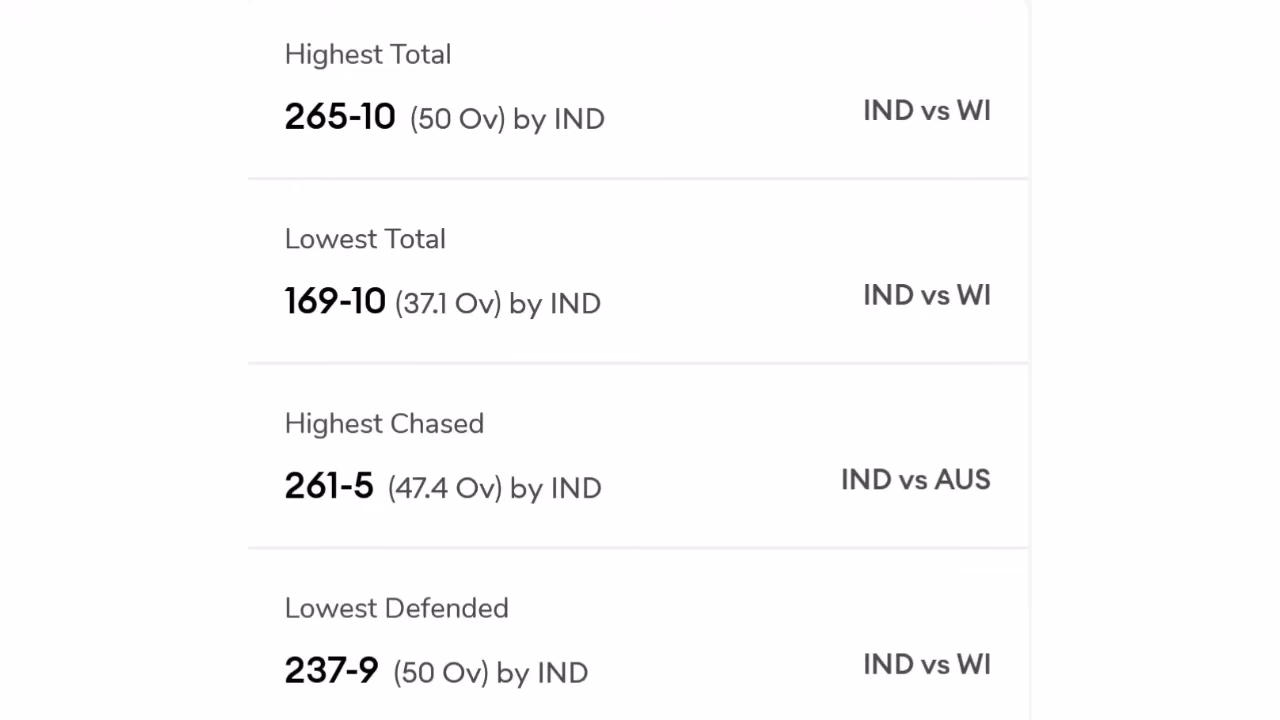 Highest Total
265-10 (50 Ov) by IND IND vs WI
Lowest Total
169-10 (37.1 Ov) by IND IND vs WI
Highest Chased
261-5 (47.4 Ov) by IND IND vs AUS
Lowest Defended
237-9 (50 Ov) by IND IND vs WI